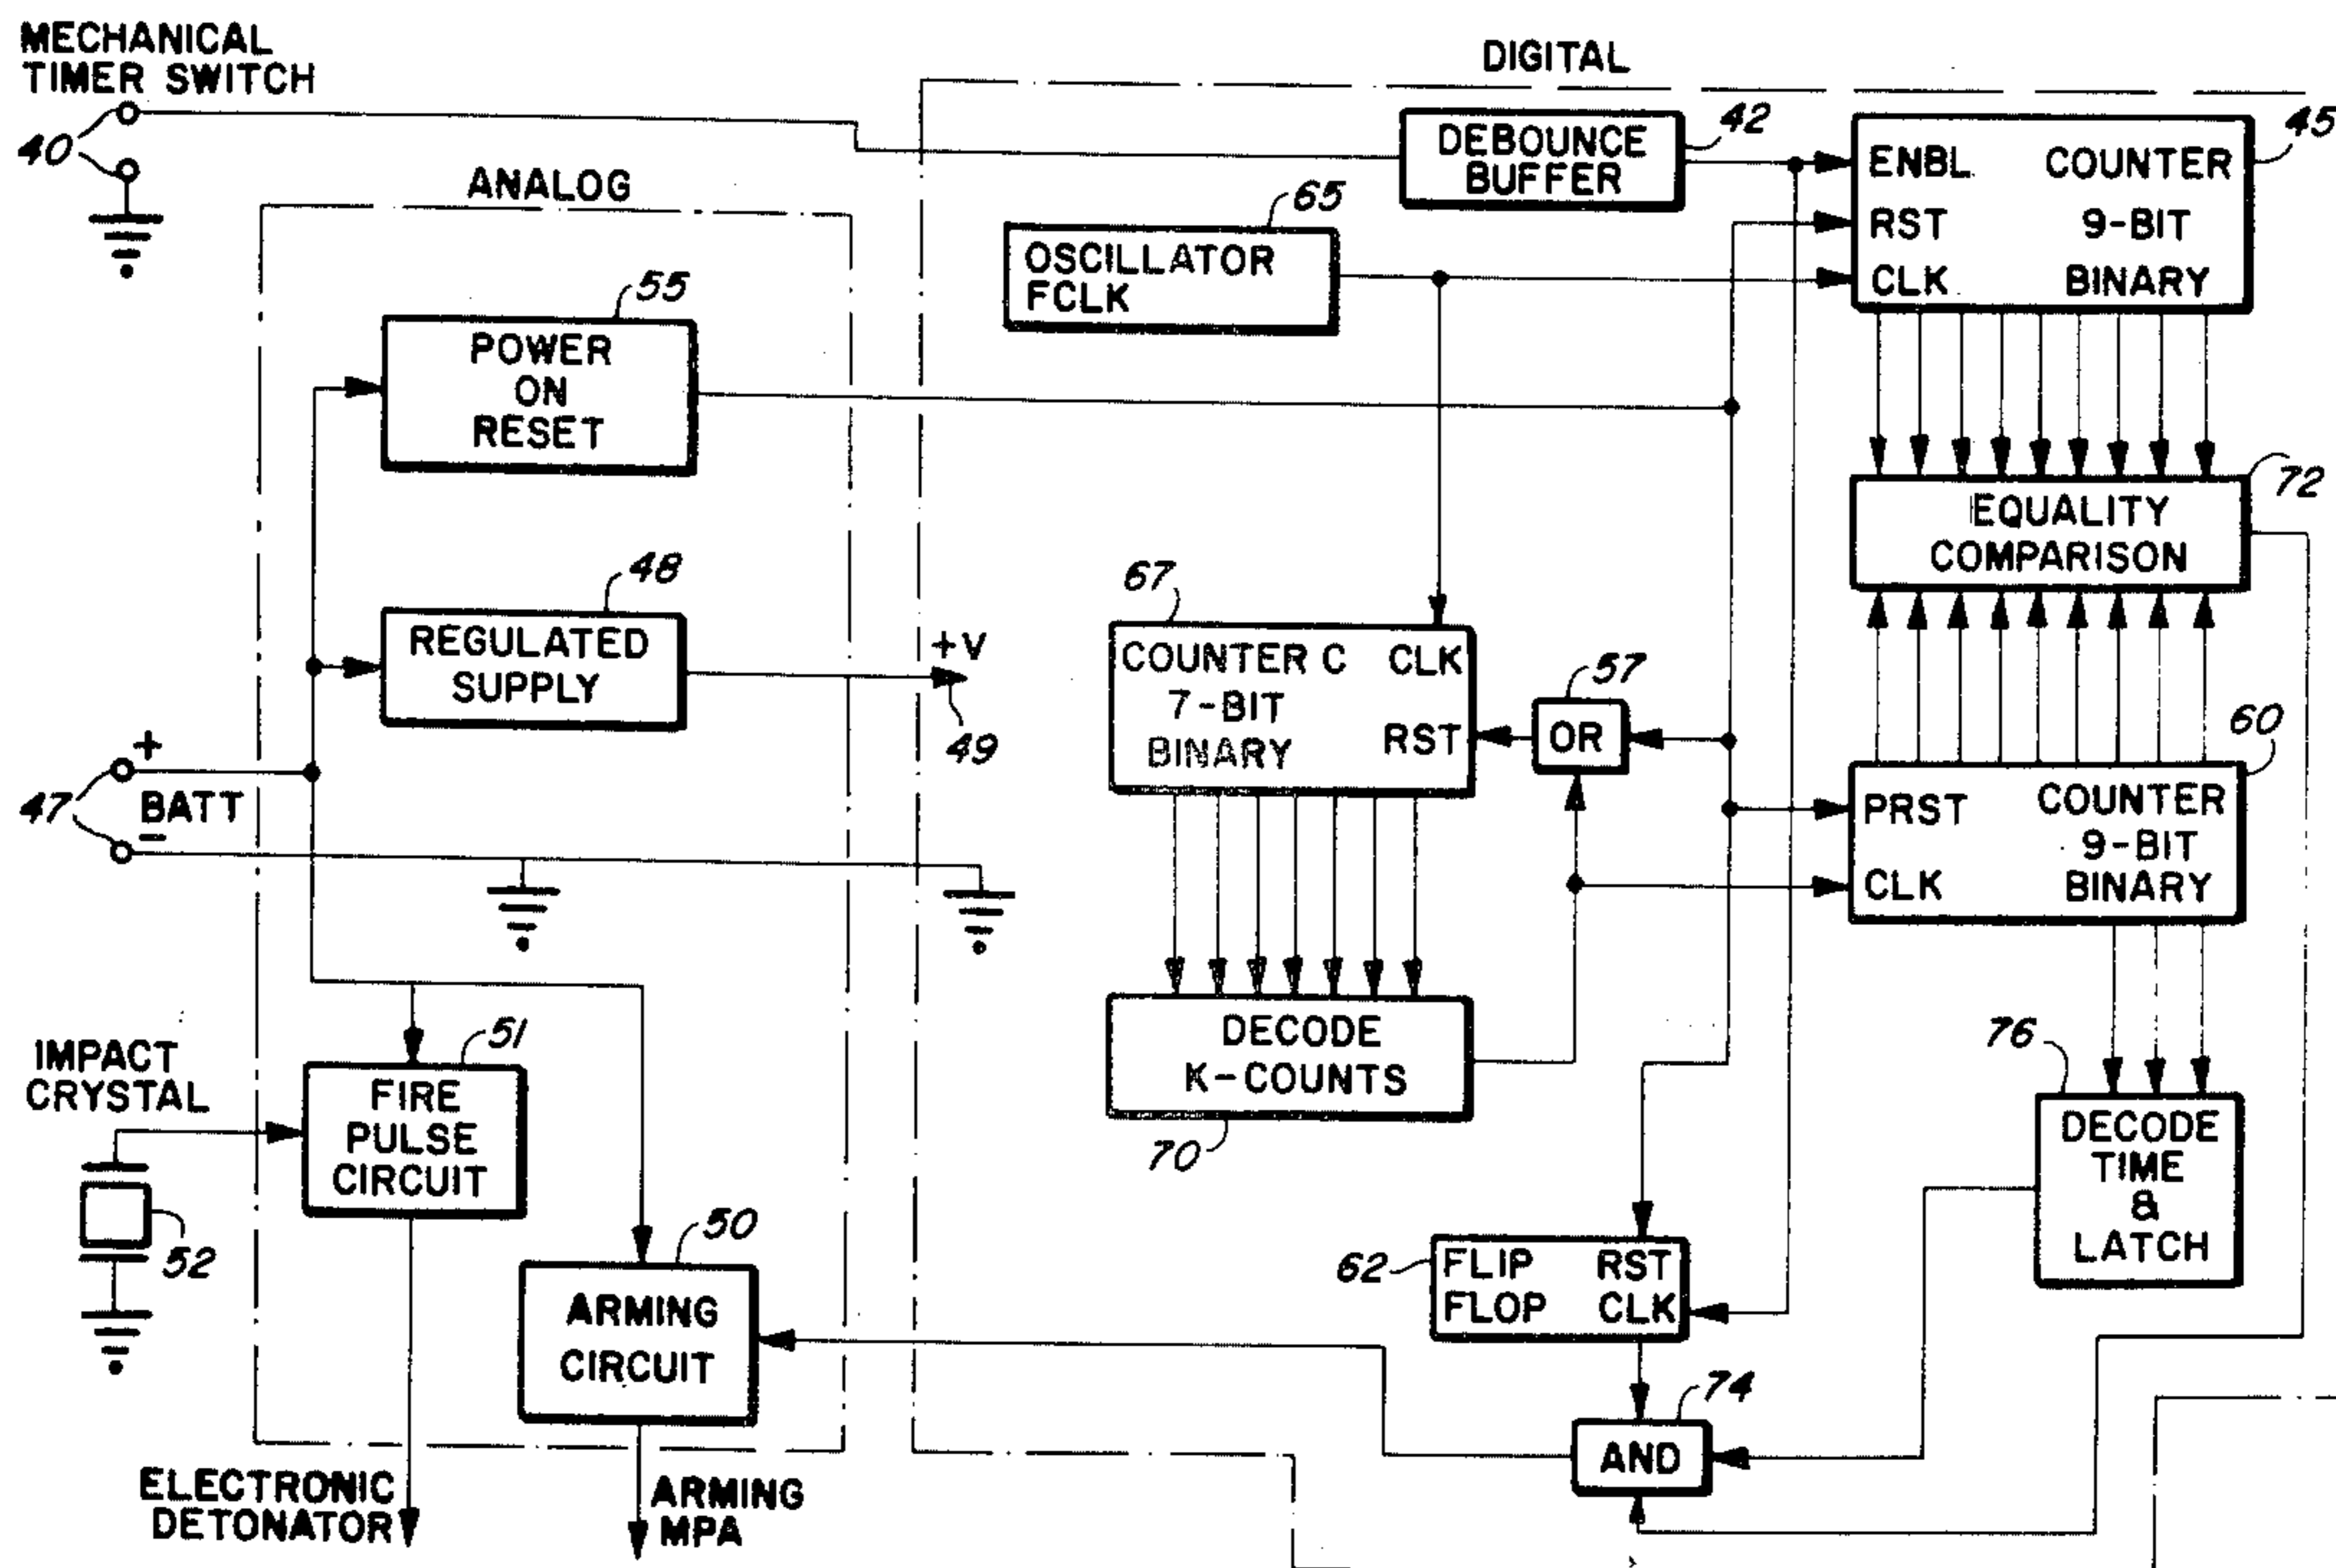 MECHANICAL
TIMER SWITCH
40
DIGITAL
DEBOUNCE
BUFFER
42
ENBL COUNTER
RST 9-BIT
CLK BINARY
45
ANALOG
OSCILLATOR
FCLK
65
POWER
ON
RESET
55
EQUALITY
COMPARISON
72
REGULATED
SUPPLY
48
+V
49
COUNTER C CLK
7-BIT
BINARY RST
67
OR
57
PRST COUNTER
9-BIT
CLK BINARY
60
+
BATT
-
47
DECODE
K-COUNTS
70
IMPACT
CRYSTAL
52
FIRE
PULSE
CIRCUIT
51
DECODE
TIME
&
LATCH
76
ARMING
CIRCUIT
50
62
FLIP RST
FLOP CLK
AND
74
ELECTRONIC
DETONATOR
ARMING
MPA